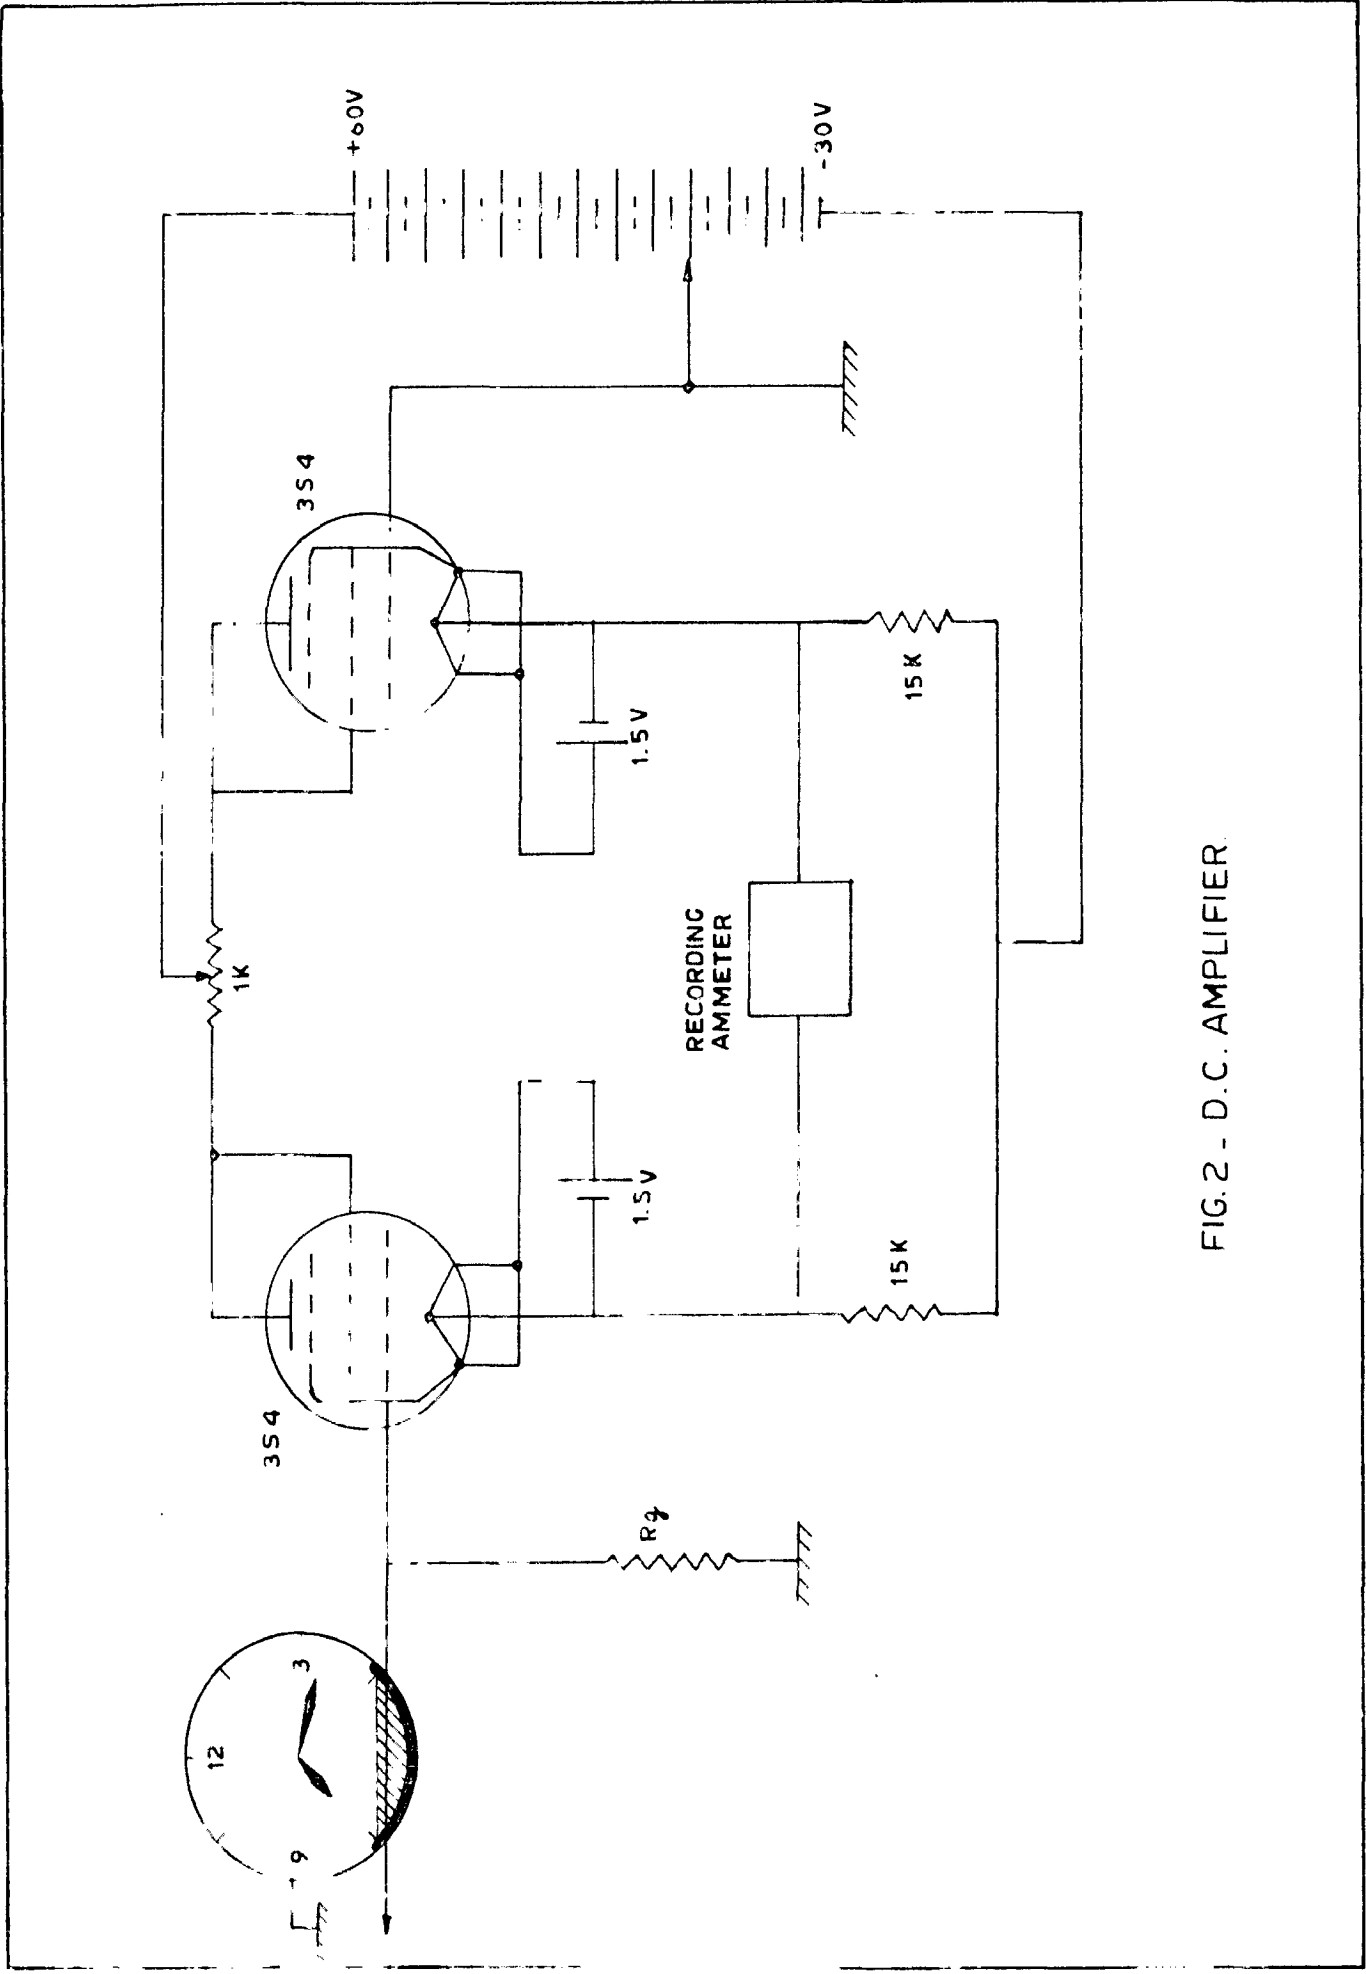 +60V
-30V
3S4
1K
15K
1.5V
RECORDING
AMMETER
1.5V
15K
3S4
Rg
12
3
9
FIG.2 - D.C. AMPLIFIER